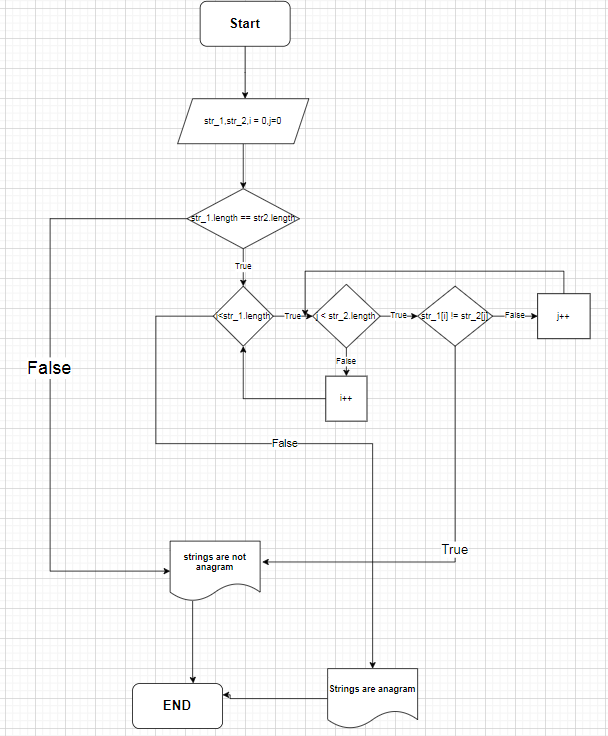 Start
str_1,str_2,i = 0,j=0
str_1.length == str2.length
True
<str_1.length
True
j < str_2.length
True
str_1[i] != str_2[j]
False
j++
False
i++
False
False
True
strings are not
anagram
Strings are anagram
END